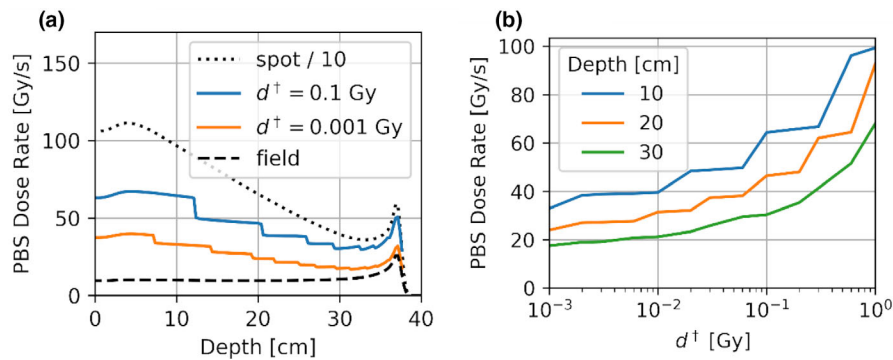 (a)
PBS Dose Rate [Gy/s]
150
100
50
0
spot / 10
d† = 0.1 Gy
d† = 0.001 Gy
field
0 10 20 30 40
Depth [cm]
(b)
PBS Dose Rate [Gy/s]
100
80
60
40
20
0
Depth [cm]
10
20
30
10⁻³ 10⁻² 10⁻¹ 10⁰
d† [Gy]